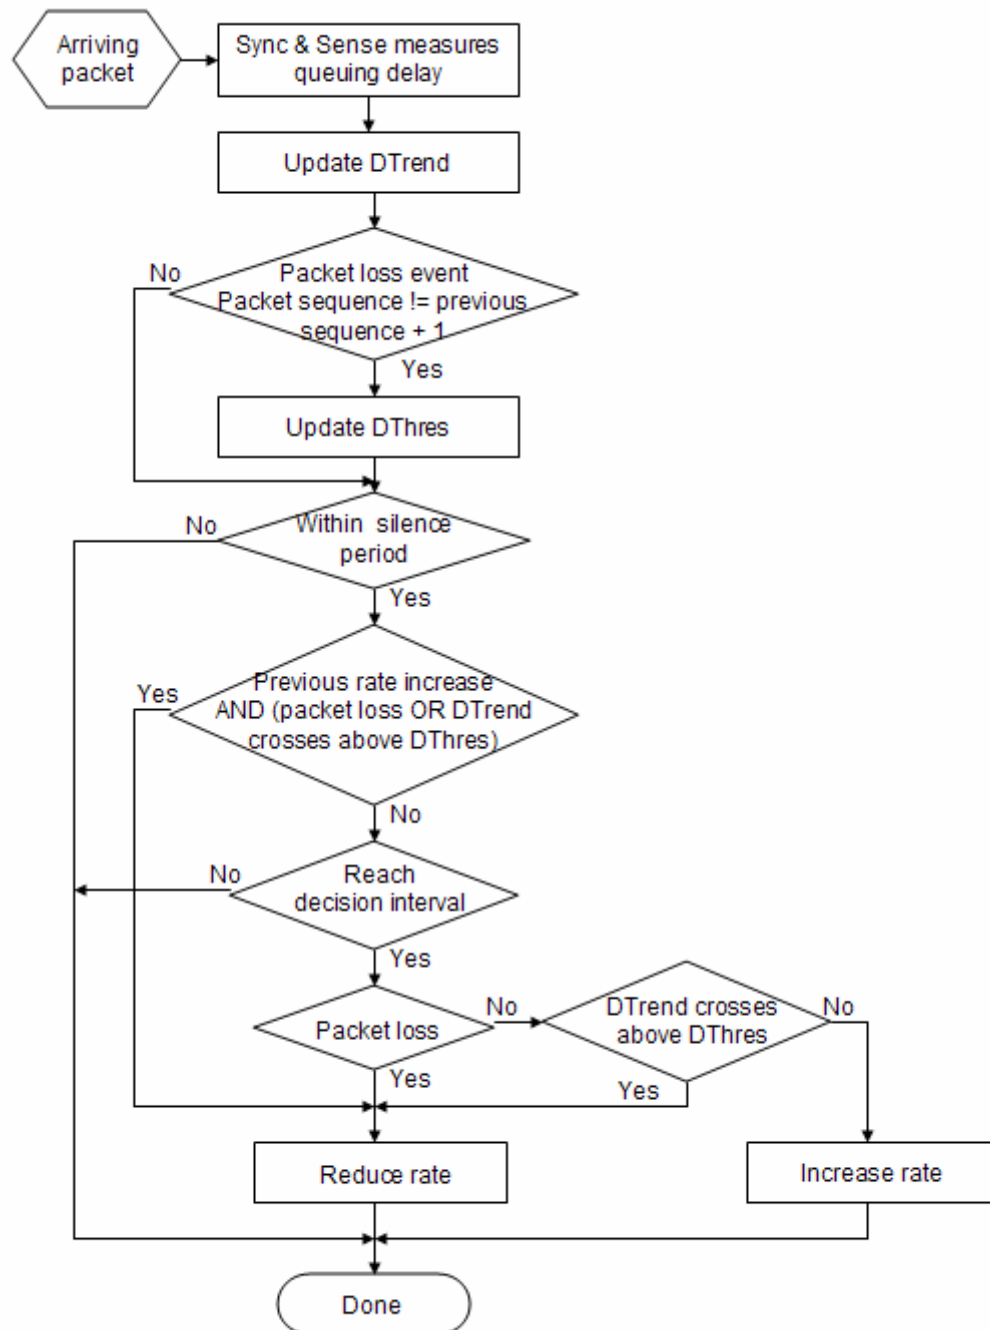 Arriving
packet
Sync & Sense measures
queuing delay
Update DTrend
No
Packet loss event
Packet sequence != previous
sequence + 1
Yes
Update DThres
No
Within silence
period
Yes
Yes
Previous rate increase
AND (packet loss OR DTrend
crosses above DThres)
No
No
Reach
decision interval
Yes
Packet loss
No
DTrend crosses
above DThres
No
Yes
Yes
Reduce rate
Increase rate
Done